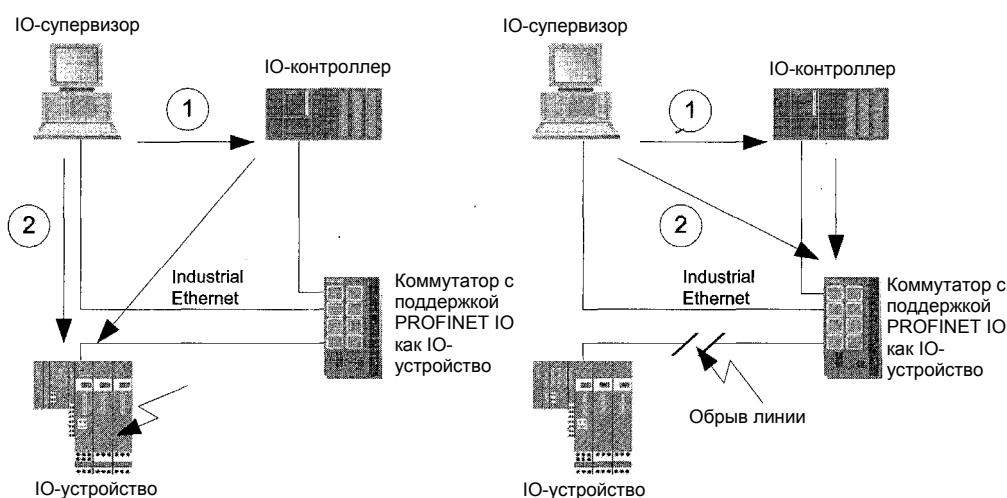 IO-супервизор
IO-контроллер
1
2
Industrial
Ethernet
Коммутатор с
поддержкой
PROFINET IO
как IO-
устройство
IO-устройство
IO-супервизор
IO-контроллер
1
2
Industrial
Ethernet
Коммутатор с
поддержкой
PROFINET IO
как IO-
устройство
Обрыв линии
IO-устройство